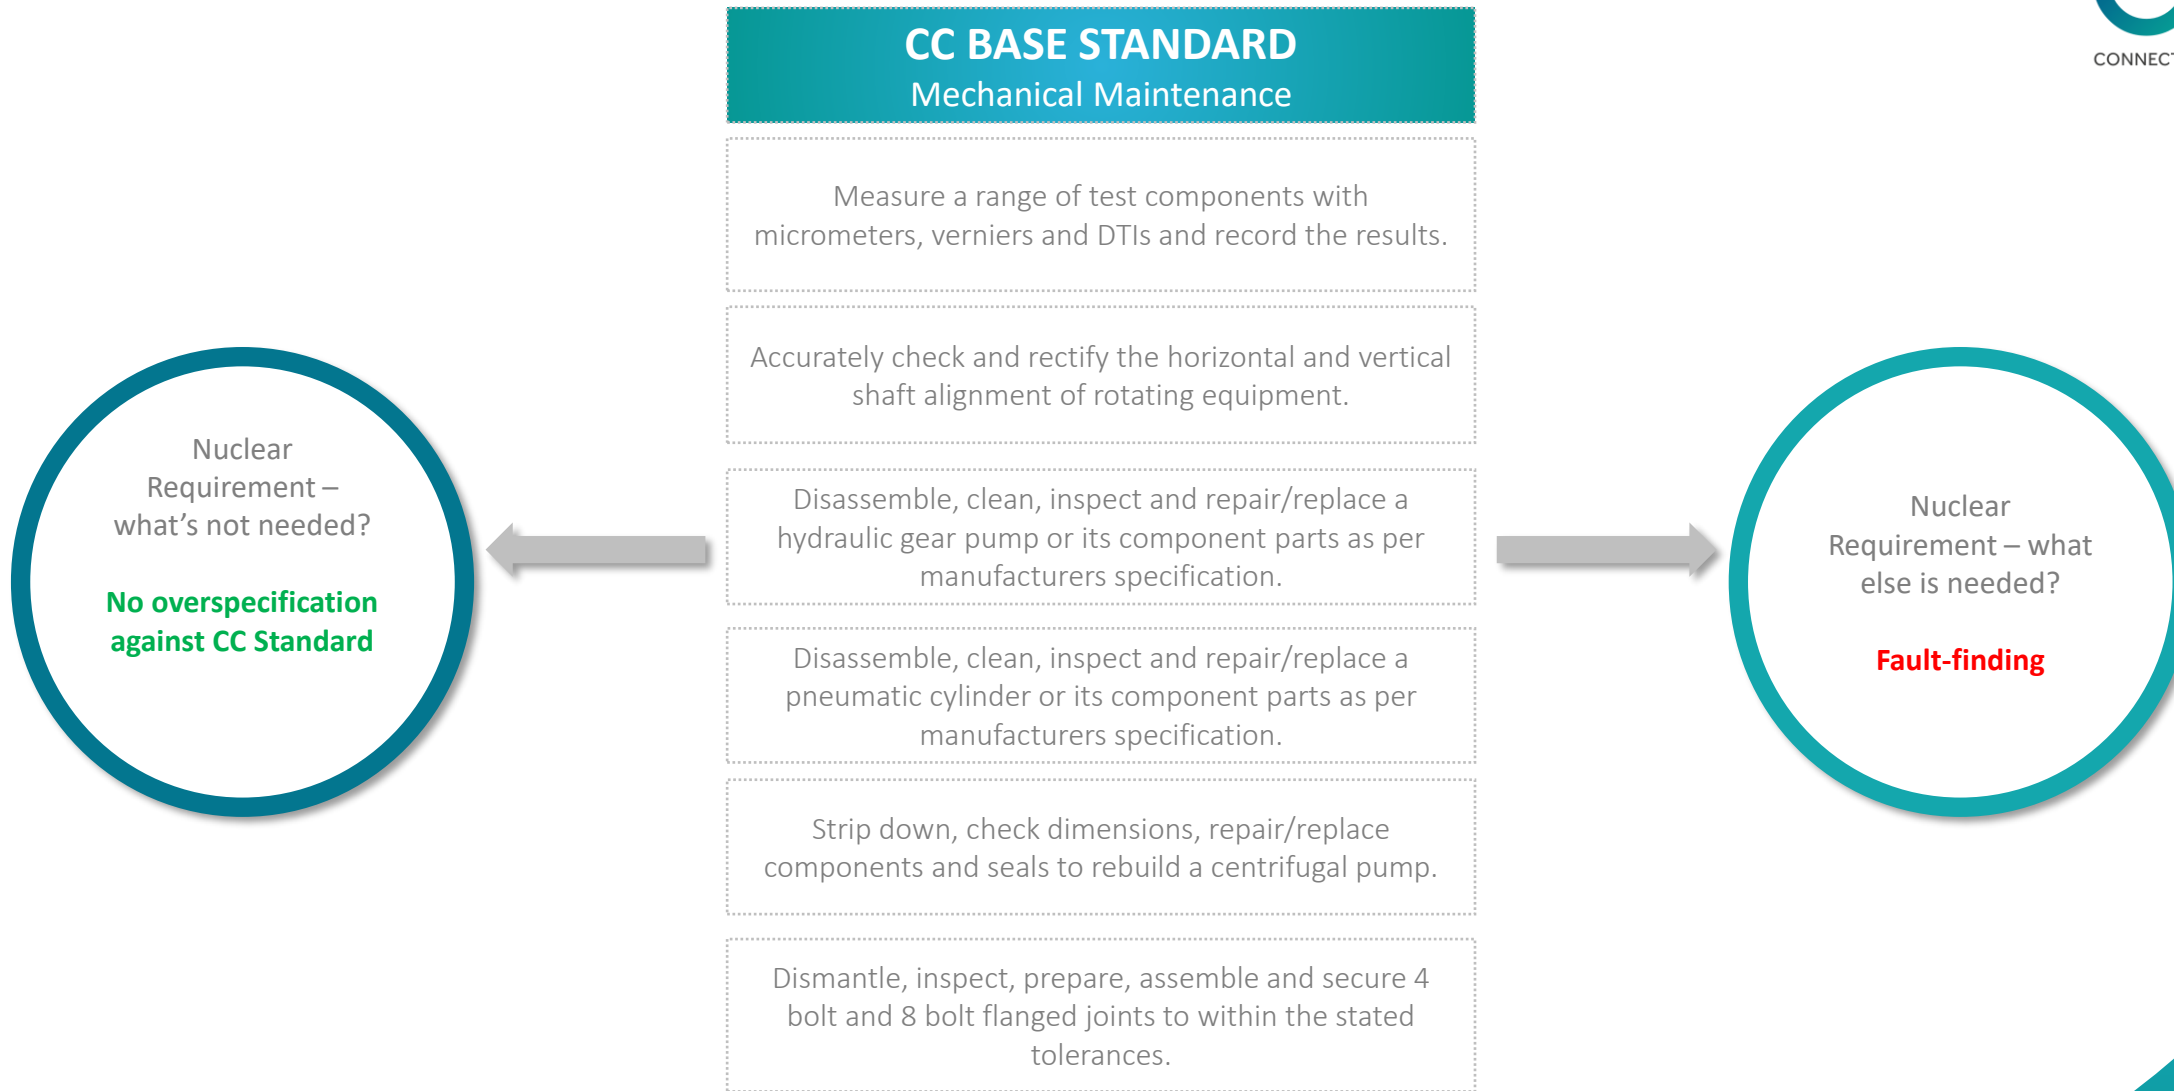 CC BASE STANDARD
Mechanical Maintenance
CONNECT
Measure a range of test components with
micrometers, verniers and DTIs and record the results.
Accurately check and rectify the horizontal and vertical
shaft alignment of rotating equipment.
Disassemble, clean, inspect and repair/replace a
hydraulic gear pump or its component parts as per
manufacturers specification.
Disassemble, clean, inspect and repair/replace a
pneumatic cylinder or its component parts as per
manufacturers specification.
Strip down, check dimensions, repair/replace
components and seals to rebuild a centrifugal pump.
Dismantle, inspect, prepare, assemble and secure 4
bolt and 8 bolt flanged joints to within the stated
tolerances.
Nuclear
Requirement –
what’s not needed?
No overspecification
against CC Standard
Nuclear
Requirement – what
else is needed?
Fault-finding